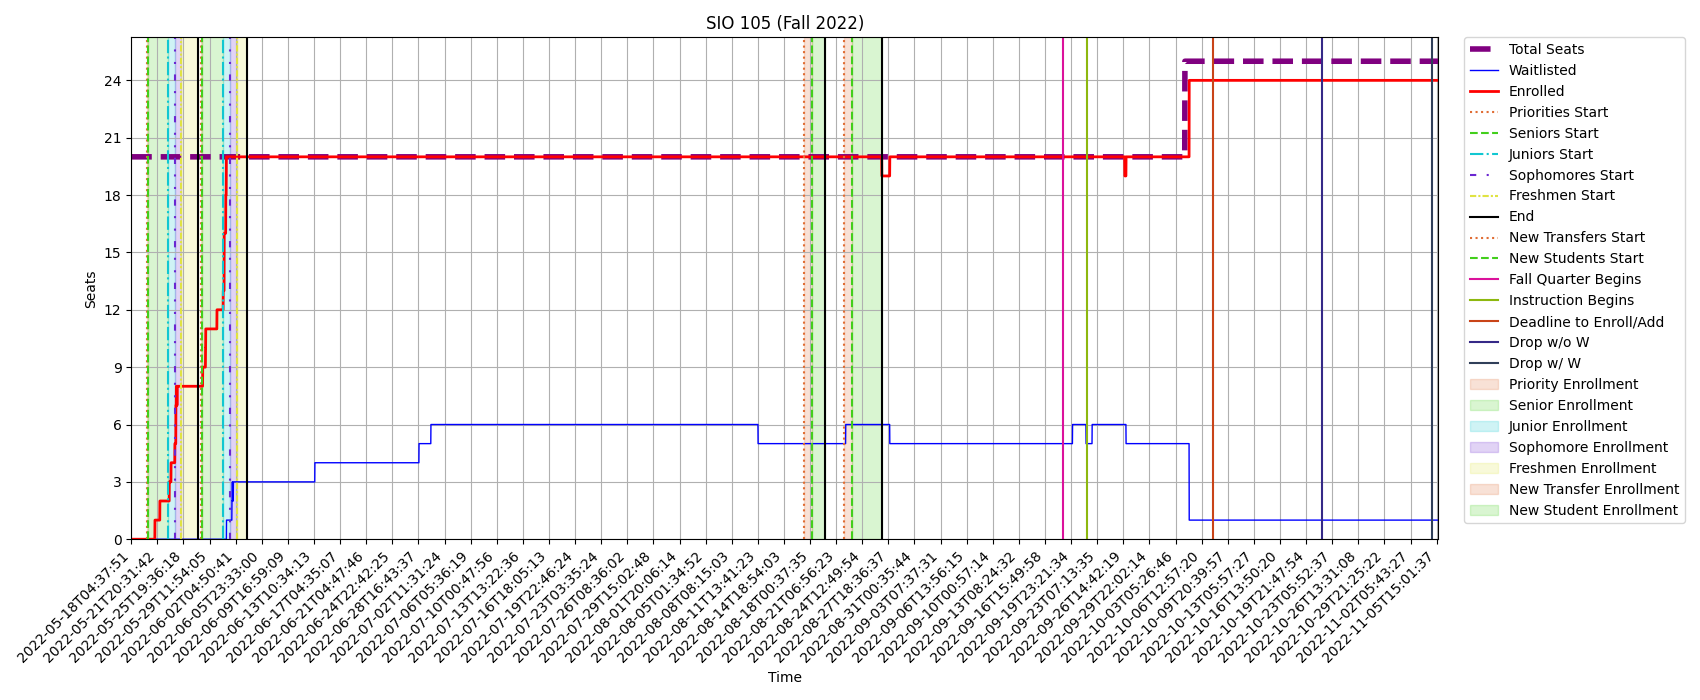 SIO 105 (Fall 2022)
Seats
24
21
18
15
12
9
6
3
0
2022-05-18T04:37:51
2022-05-21T20:31:42
2022-05-25T19:36:18
2022-05-29T11:54:05
2022-06-02T04:50:41
2022-06-05T23:33:00
2022-06-09T16:59:09
2022-06-13T10:34:13
2022-06-17T04:35:07
2022-06-21T04:47:46
2022-06-24T22:42:25
2022-06-28T16:43:37
2022-07-02T11:31:24
2022-07-06T05:36:19
2022-07-10T00:47:56
2022-07-13T13:22:36
2022-07-16T18:05:13
2022-07-19T22:46:24
2022-07-23T03:35:24
2022-07-26T08:36:02
2022-07-29T15:02:48
2022-08-01T20:06:14
2022-08-05T01:34:52
2022-08-08T08:15:03
2022-08-11T13:41:23
2022-08-14T18:54:03
2022-08-18T00:37:35
2022-08-21T06:56:23
2022-08-24T12:49:54
2022-08-27T18:36:37
2022-08-31T00:35:44
2022-09-03T07:37:31
2022-09-06T13:56:15
2022-09-10T00:57:14
2022-09-13T08:24:32
2022-09-16T15:49:58
2022-09-19T23:21:34
2022-09-23T07:13:35
2022-09-26T14:42:19
2022-09-29T22:02:14
2022-10-03T05:26:46
2022-10-06T12:57:20
2022-10-09T20:39:57
2022-10-13T05:57:27
2022-10-16T13:50:20
2022-10-19T21:47:54
2022-10-23T05:52:37
2022-10-26T13:31:08
2022-10-29T21:25:22
2022-11-02T05:43:27
2022-11-05T15:01:37
Time
Total Seats
Waitlisted
Enrolled
Priorities Start
Seniors Start
Juniors Start
Sophomores Start
Freshmen Start
End
New Transfers Start
New Students Start
Fall Quarter Begins
Instruction Begins
Deadline to Enroll/Add
Drop w/o W
Drop w/ W
Priority Enrollment
Senior Enrollment
Junior Enrollment
Sophomore Enrollment
Freshmen Enrollment
New Transfer Enrollment
New Student Enrollment